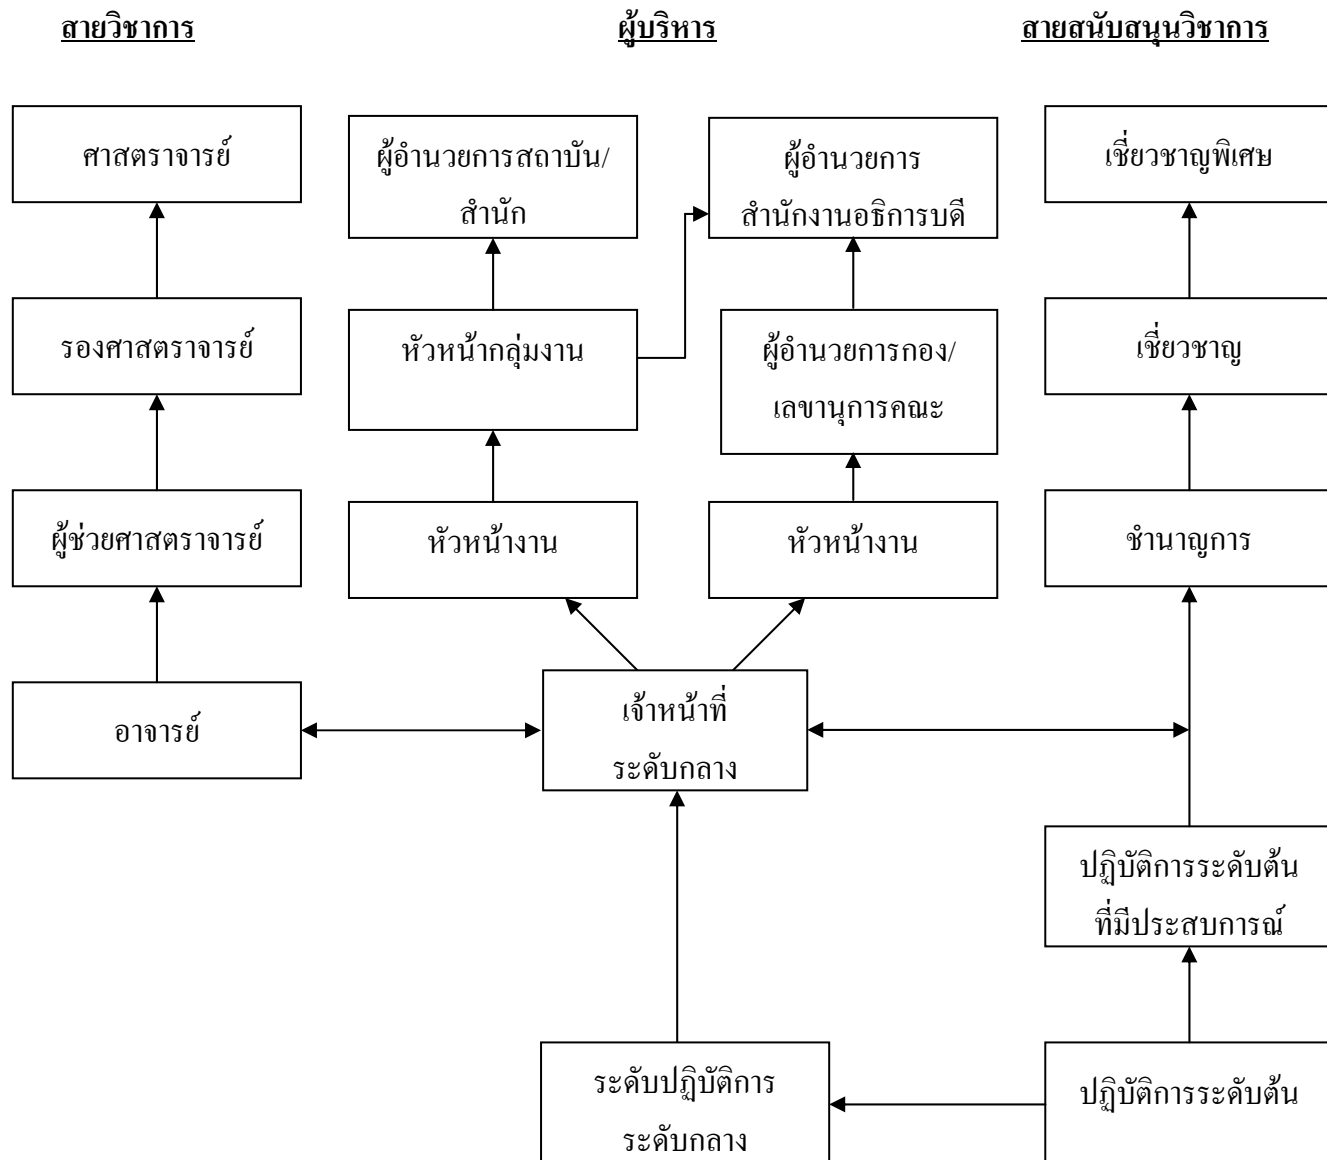 สายวิชาการ
ผู้บริหาร
สายสนับสนุนวิชาการ
ศาสตราจารย์
ผู้อำนวยการสถาบัน/
สำนัก
ผู้อำนวยการ
สำนักงานอธิการบดี
เชี่ยวชาญพิเศษ
รองศาสตราจารย์
หัวหน้ากลุ่มงาน
ผู้อำนวยการกอง/
เลขานุการคณะ
เชี่ยวชาญ
ผู้ช่วยศาสตราจารย์
หัวหน้างาน
หัวหน้างาน
ชำนาญการ
อาจารย์
เจ้าหน้าที่
ระดับกลาง
ปฏิบัติการระดับต้น
ที่มีประสบการณ์
ระดับปฏิบัติการ
ระดับกลาง
ปฏิบัติการระดับต้น